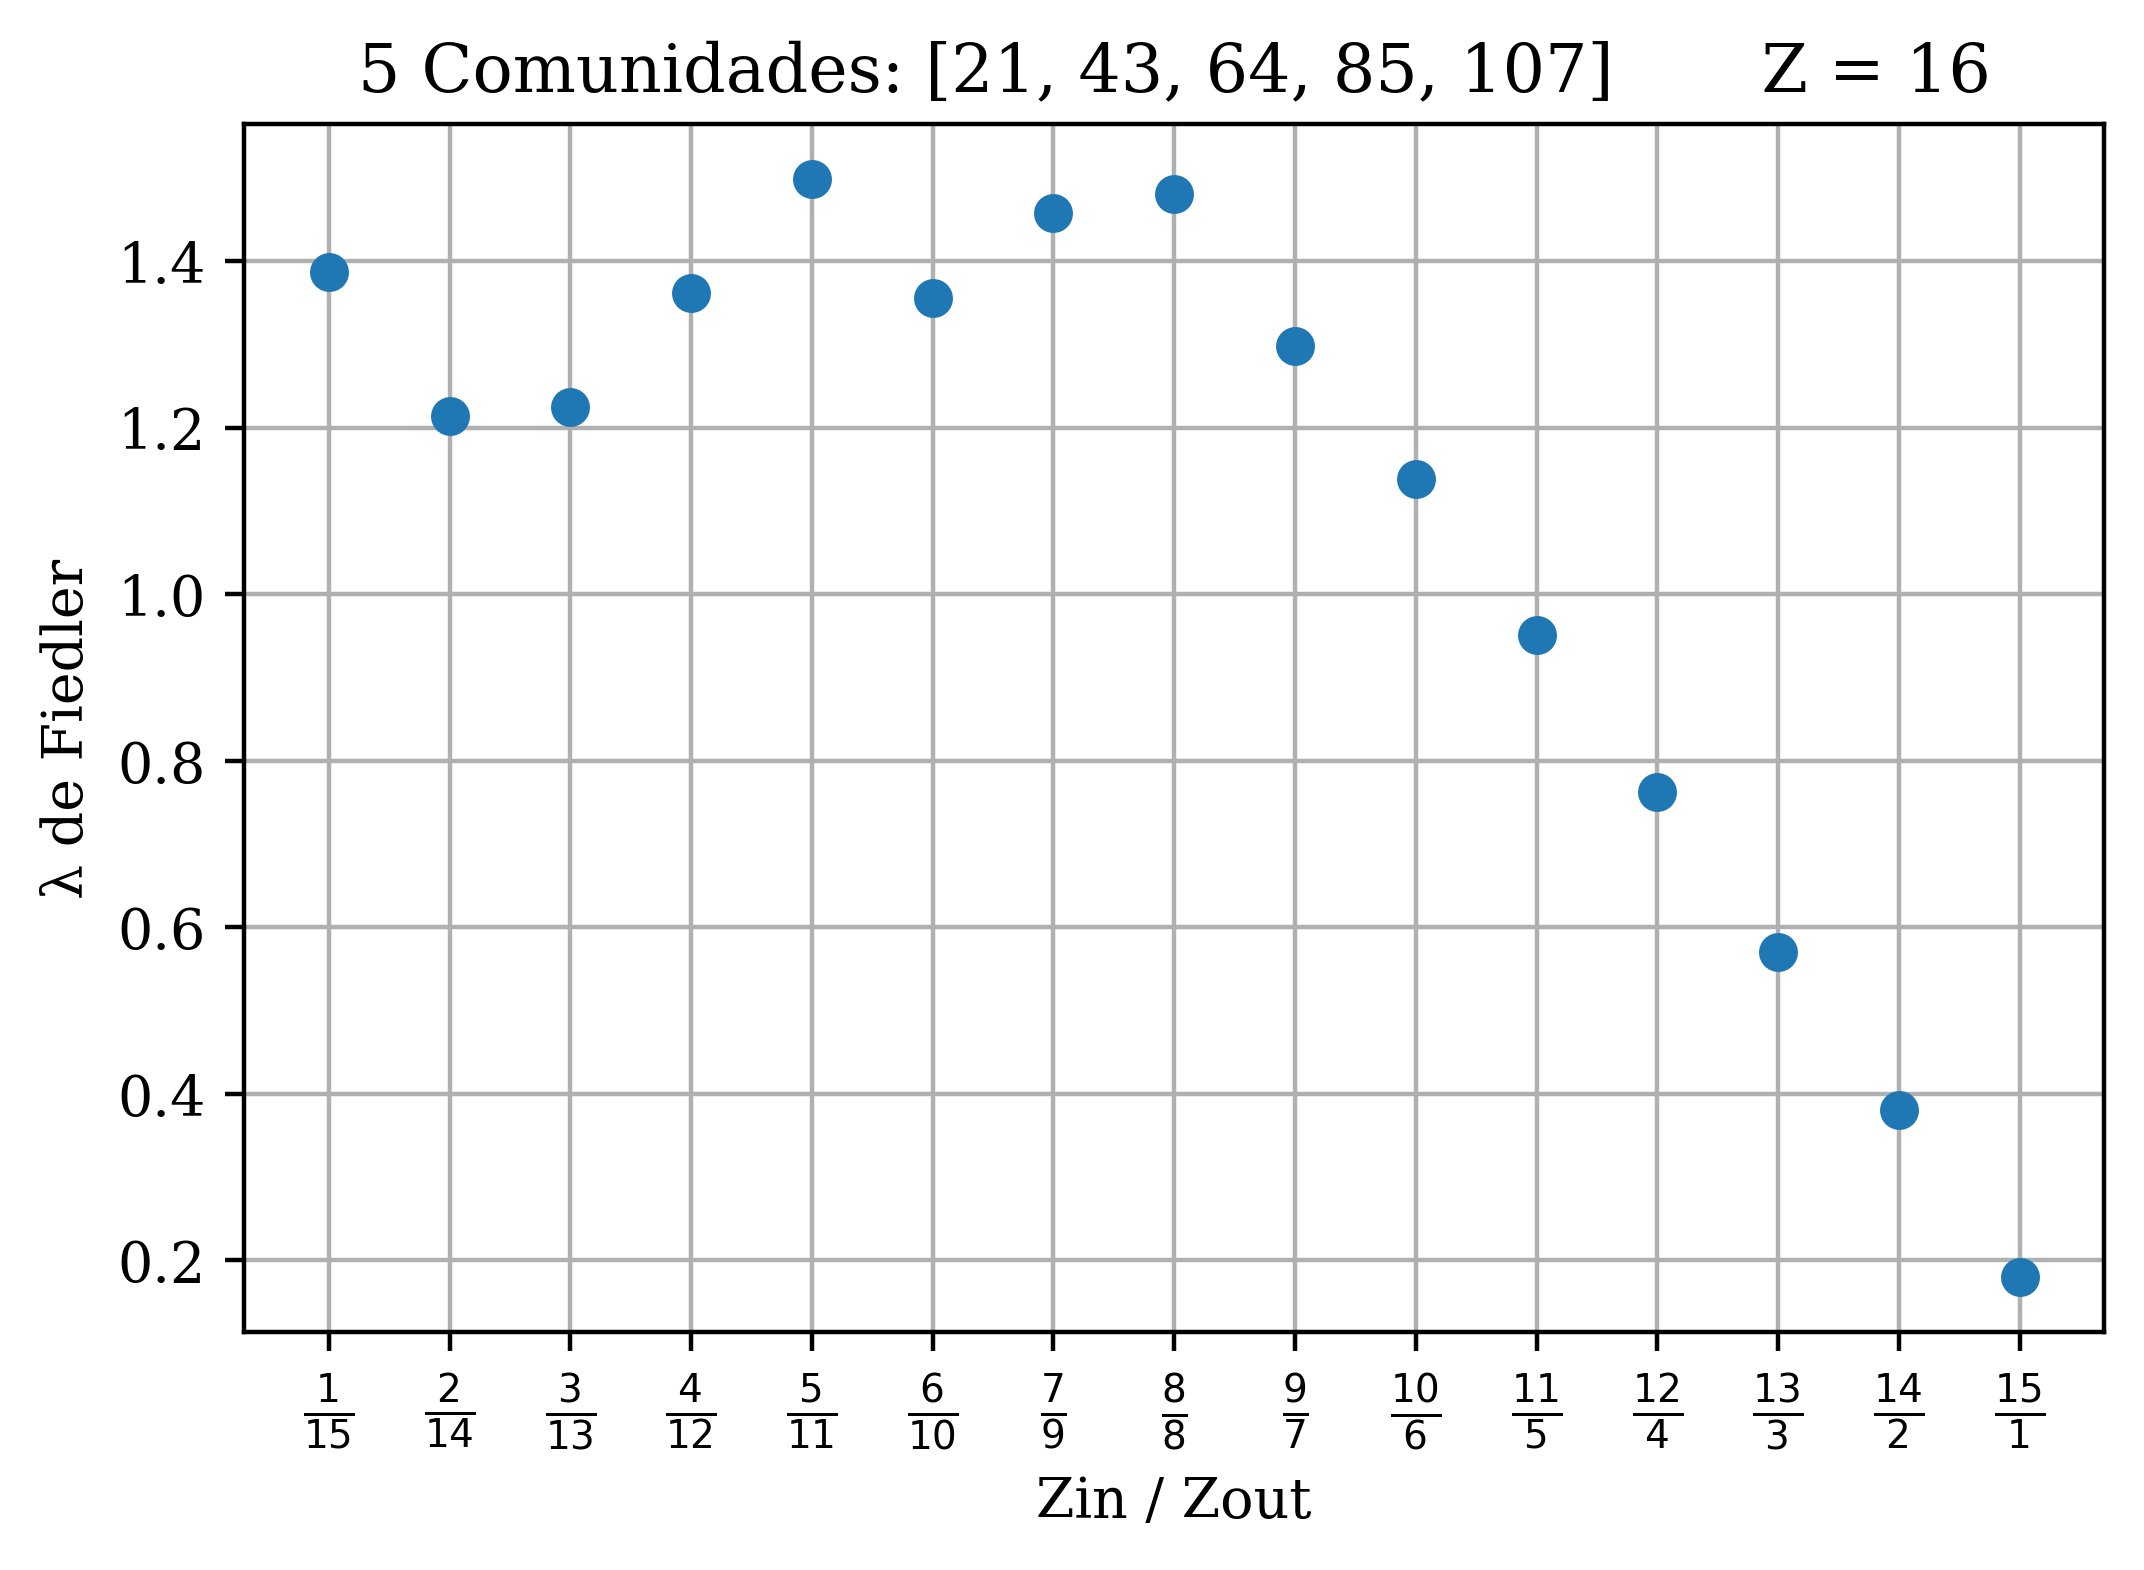 5 Comunidades: [21, 43, 64, 85, 107] Z = 16
λ de Fiedler
1.4
1.2
1.0
0.8
0.6
0.4
0.2
1/15 2/14 3/13 4/12 5/11 6/10 7/9 8/8 9/7 10/6 11/5 12/4 13/3 14/2 15/1
Zin / Zout